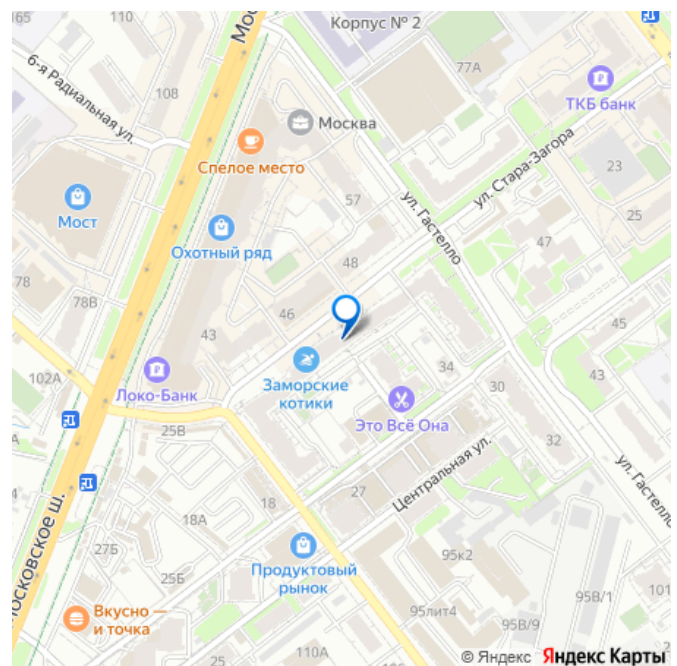 165
110
Мос
Корпус № 2
77А
6-я Радиальная ул.
108
Москва
ТКБ банк
Спелое место
ул. Стара-Загора
23
57
ул. Гастелло
25
Мост
Охотный ряд
47
48
78
78В
46
43
45
102А
Локо-Банк
Заморские
котики
34
30
43
25В
Это Всё Она
32
Центральная ул.
ул. Гастелло
27
18
18А
Московское ш.
27Б
95к2
Продуктовый
рынок
25Б
101
95В/1
95лит4
95В/9
Вкусно —
и точка
25
110А
© Яндекс Яндекс Карты